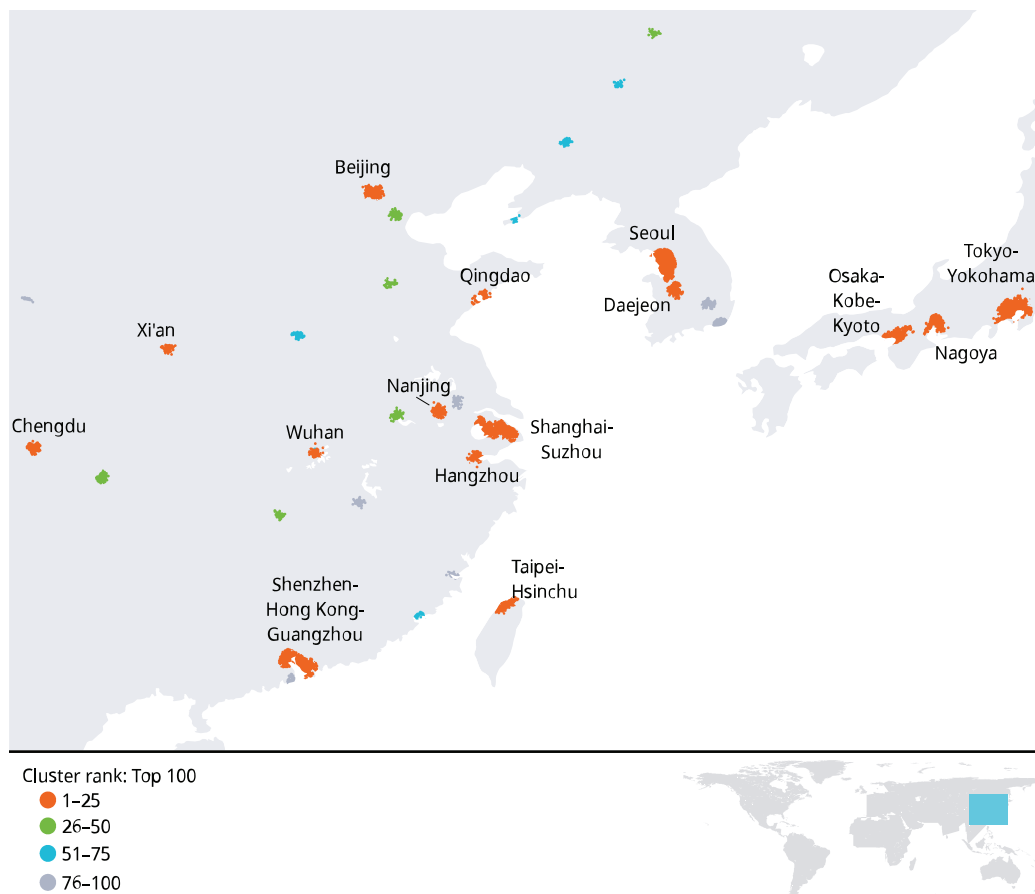 Beijing
Seoul
Tokyo-
Yokohama
Qingdao
Osaka-
Kobe-
Kyoto
Daejeon
Xi'an
Nagoya
Nanjing
Chengdu
Wuhan
Shanghai-
Suzhou
Hangzhou
Taipei-
Hsinchu
Shenzhen-
Hong Kong-
Guangzhou
Cluster rank: Top 100
1–25
26–50
51–75
76–100